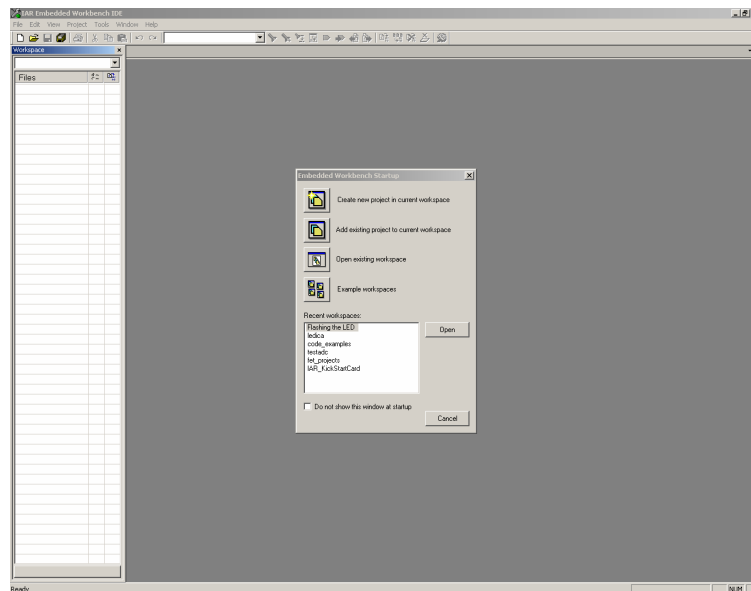 IAR Embedded Workbench IDE
File Edit View Project Tools Window Help
Workspace
Files
Embedded Workbench Startup
Create new project in current workspace
Add existing project to current workspace
Open existing workspace
Example workspaces
Recent workspaces:
Flashing the LED
ledica
code_examples
testadc
fet_projects
IAR_KickStartCard
Open
Do not show this window at startup
Cancel
Ready
NUM